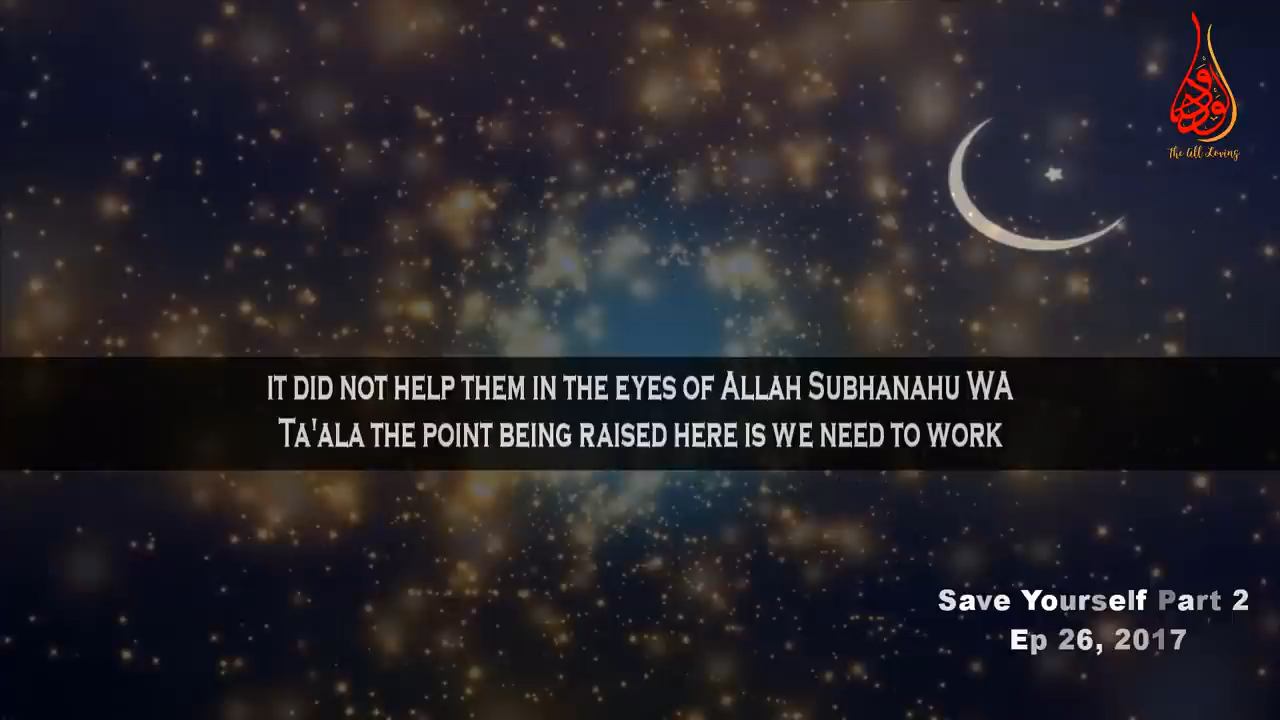 الودود
The All Loving
IT DID NOT HELP THEM IN THE EYES OF ALLAH SUBHANAHU WA
TA'ALA THE POINT BEING RAISED HERE IS WE NEED TO WORK
Save Yourself Part 2
Ep 26, 2017